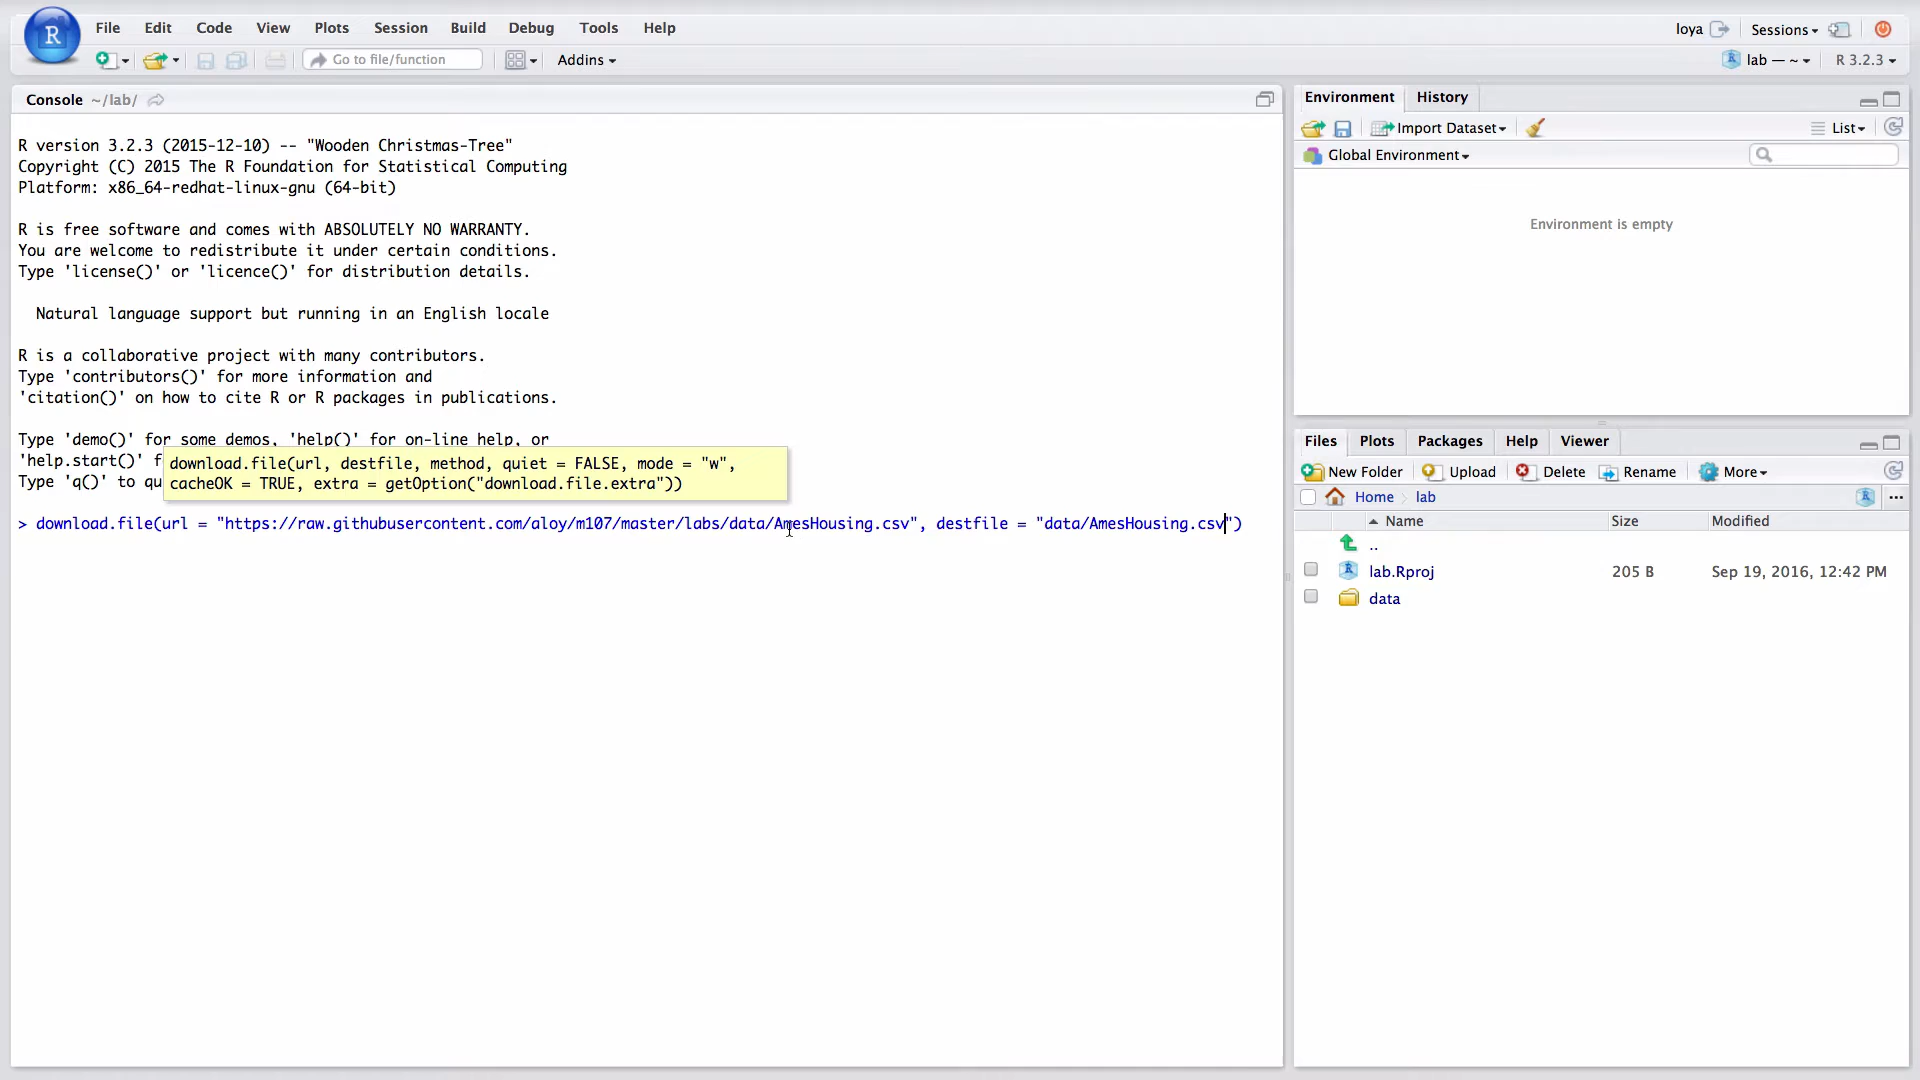 R File Edit Code View Plots Session Build Debug Tools Help loya Sessions
Go to file/function Addins lab — ~ R 3.2.3
Console ~/lab/
R version 3.2.3 (2015-12-10) -- "Wooden Christmas-Tree"
Copyright (C) 2015 The R Foundation for Statistical Computing
Platform: x86_64-redhat-linux-gnu (64-bit)
R is free software and comes with ABSOLUTELY NO WARRANTY.
You are welcome to redistribute it under certain conditions.
Type 'license()' or 'licence()' for distribution details.
Natural language support but running in an English locale
R is a collaborative project with many contributors.
Type 'contributors()' for more information and
'citation()' on how to cite R or R packages in publications.
Type 'demo()' for some demos, 'help()' for on-line help, or
'help.start()' f
Type 'q()' to qu
download.file(url, destfile, method, quiet = FALSE, mode = "w",
cacheOK = TRUE, extra = getOption("download.file.extra"))
> download.file(url = "https://raw.githubusercontent.com/aloy/m107/master/labs/data/AmesHousing.csv", destfile = "data/AmesHousing.csv")
Environment History
Import Dataset List
Global Environment
Environment is empty
Files Plots Packages Help Viewer
New Folder Upload Delete Rename More
Home lab ...
Name Size Modified
..
lab.Rproj 205 B Sep 19, 2016, 12:42 PM
data